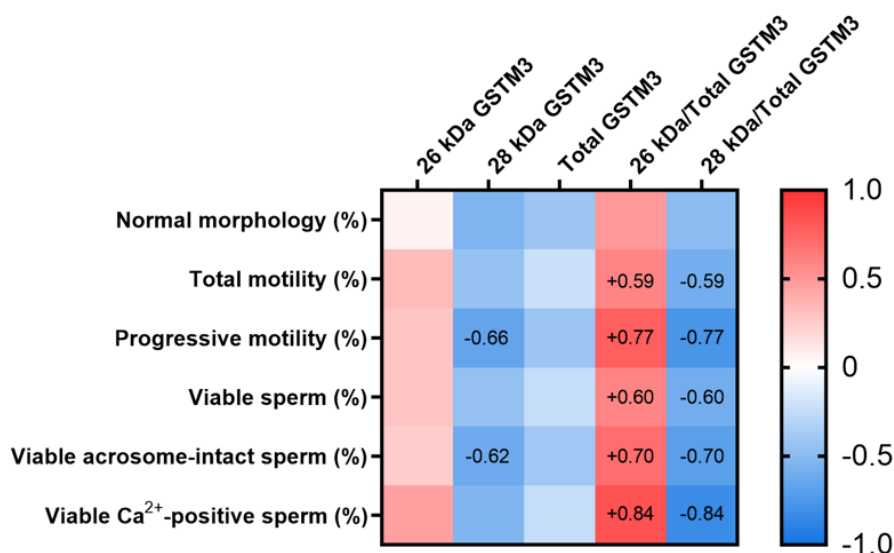 26 kDa GSTM3
28 kDa GSTM3
Total GSTM3
26 kDa/Total GSTM3
28 kDa/Total GSTM3
Normal morphology (%)
Total motility (%) +0.59 -0.59
Progressive motility (%) -0.66 +0.77 -0.77
Viable sperm (%) +0.60 -0.60
Viable acrosome-intact sperm (%) -0.62 +0.70 -0.70
Viable Ca²⁺-positive sperm (%) +0.84 -0.84
1.0
0.5
0
-0.5
-1.0